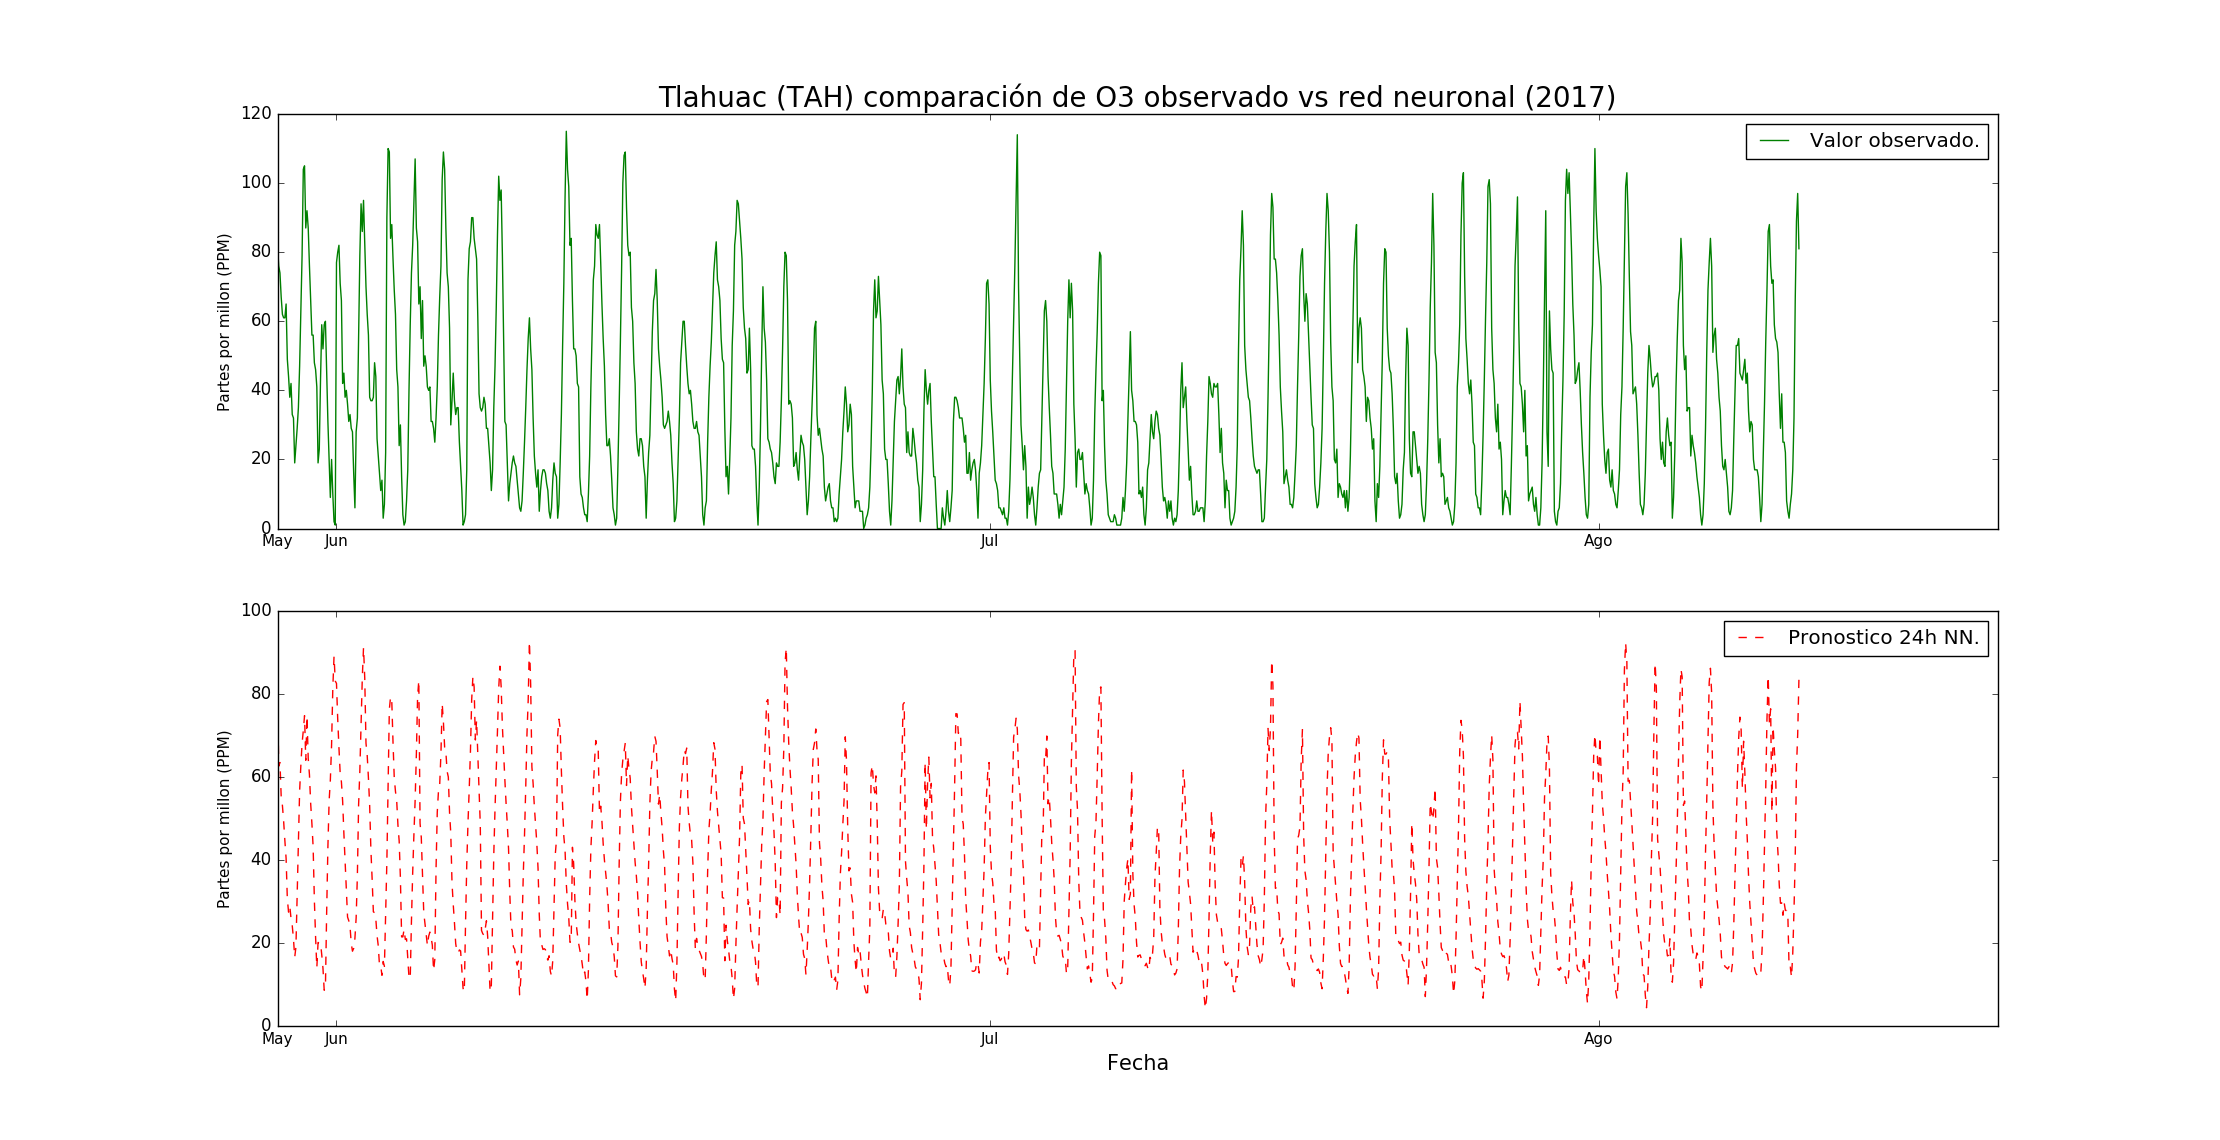 Tlahuac (TAH) comparación de O3 observado vs red neuronal (2017)
120
100
80
60
40
20
0
Partes por millon (PPM)
Valor observado.
May Jun Jul Ago
100
80
60
40
20
0
Partes por millon (PPM)
Pronostico 24h NN.
May Jun Jul Ago
Fecha